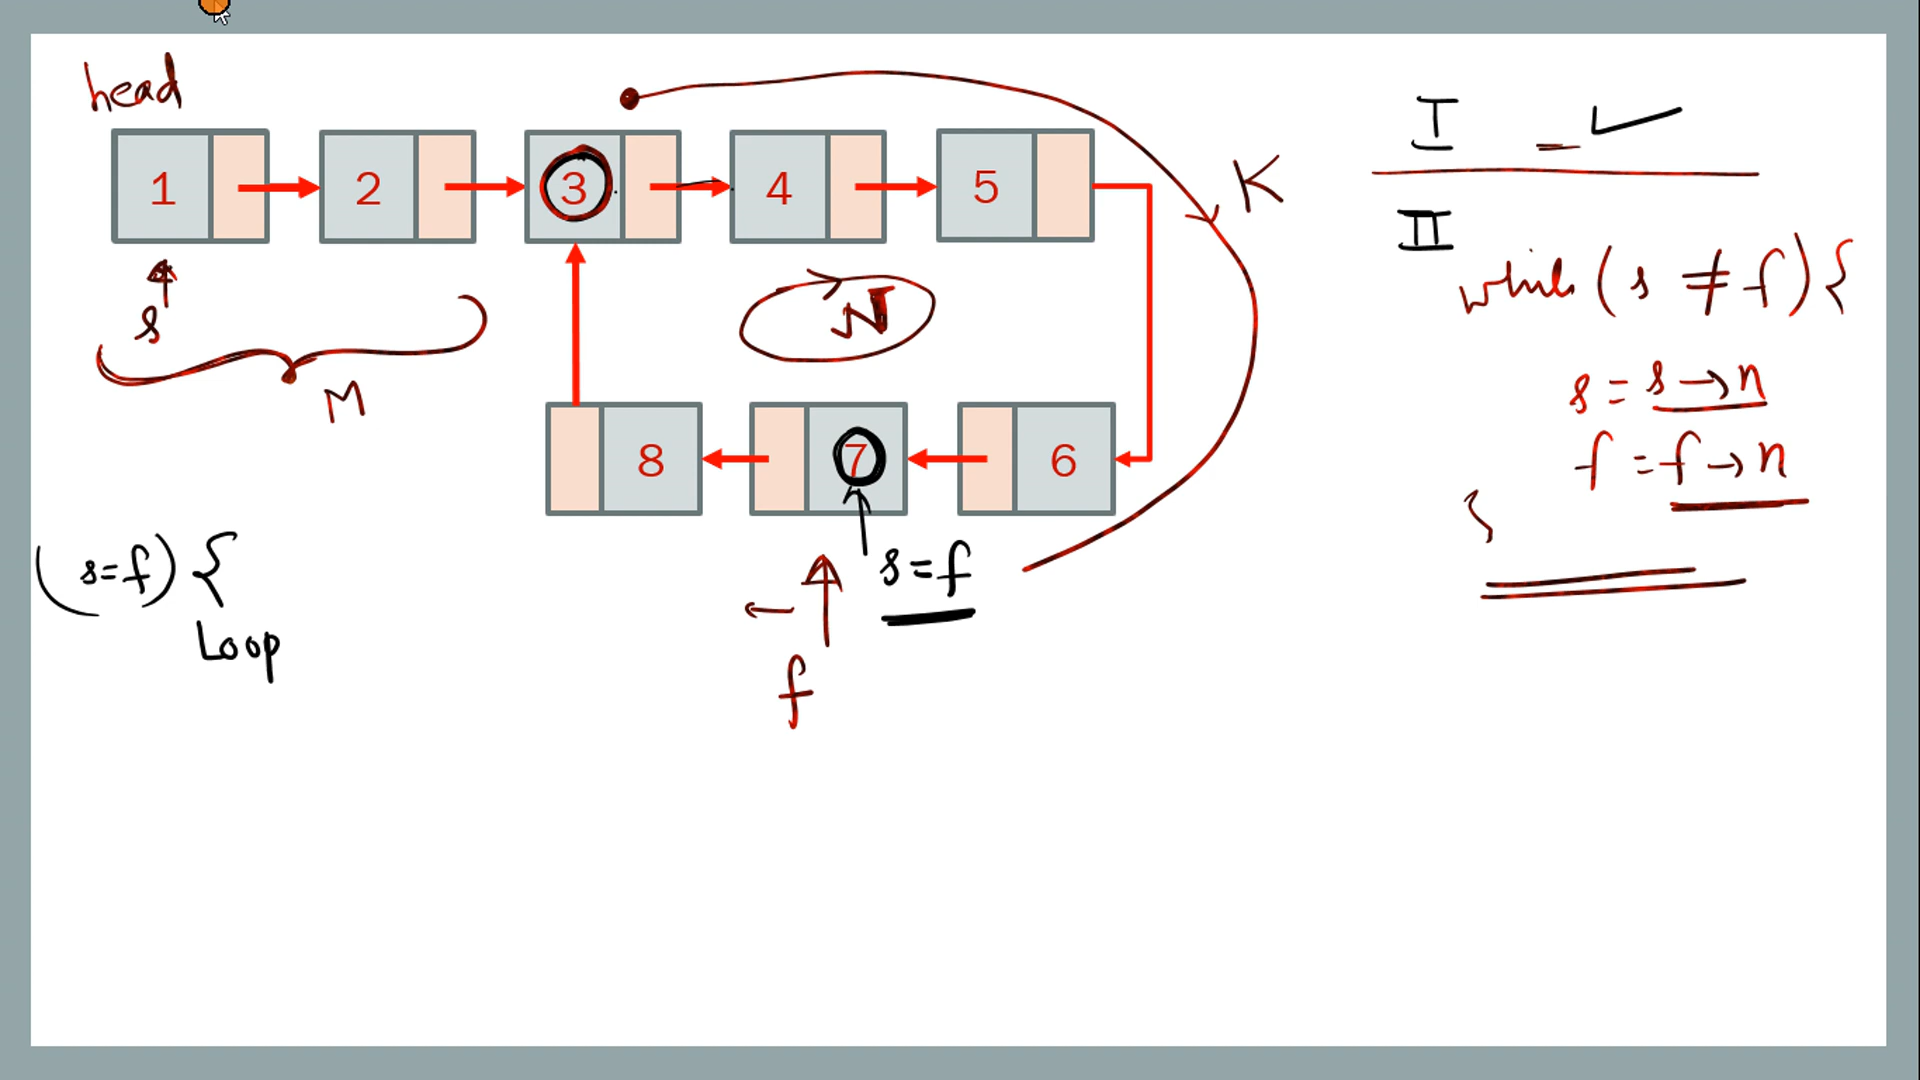 head
1 2 3 4 5
K
s
M
N
8 7 6
s=f
f
(s=f) {
Loop
I
II
while (s ≠ f) {
s = s → n
f = f → n
}